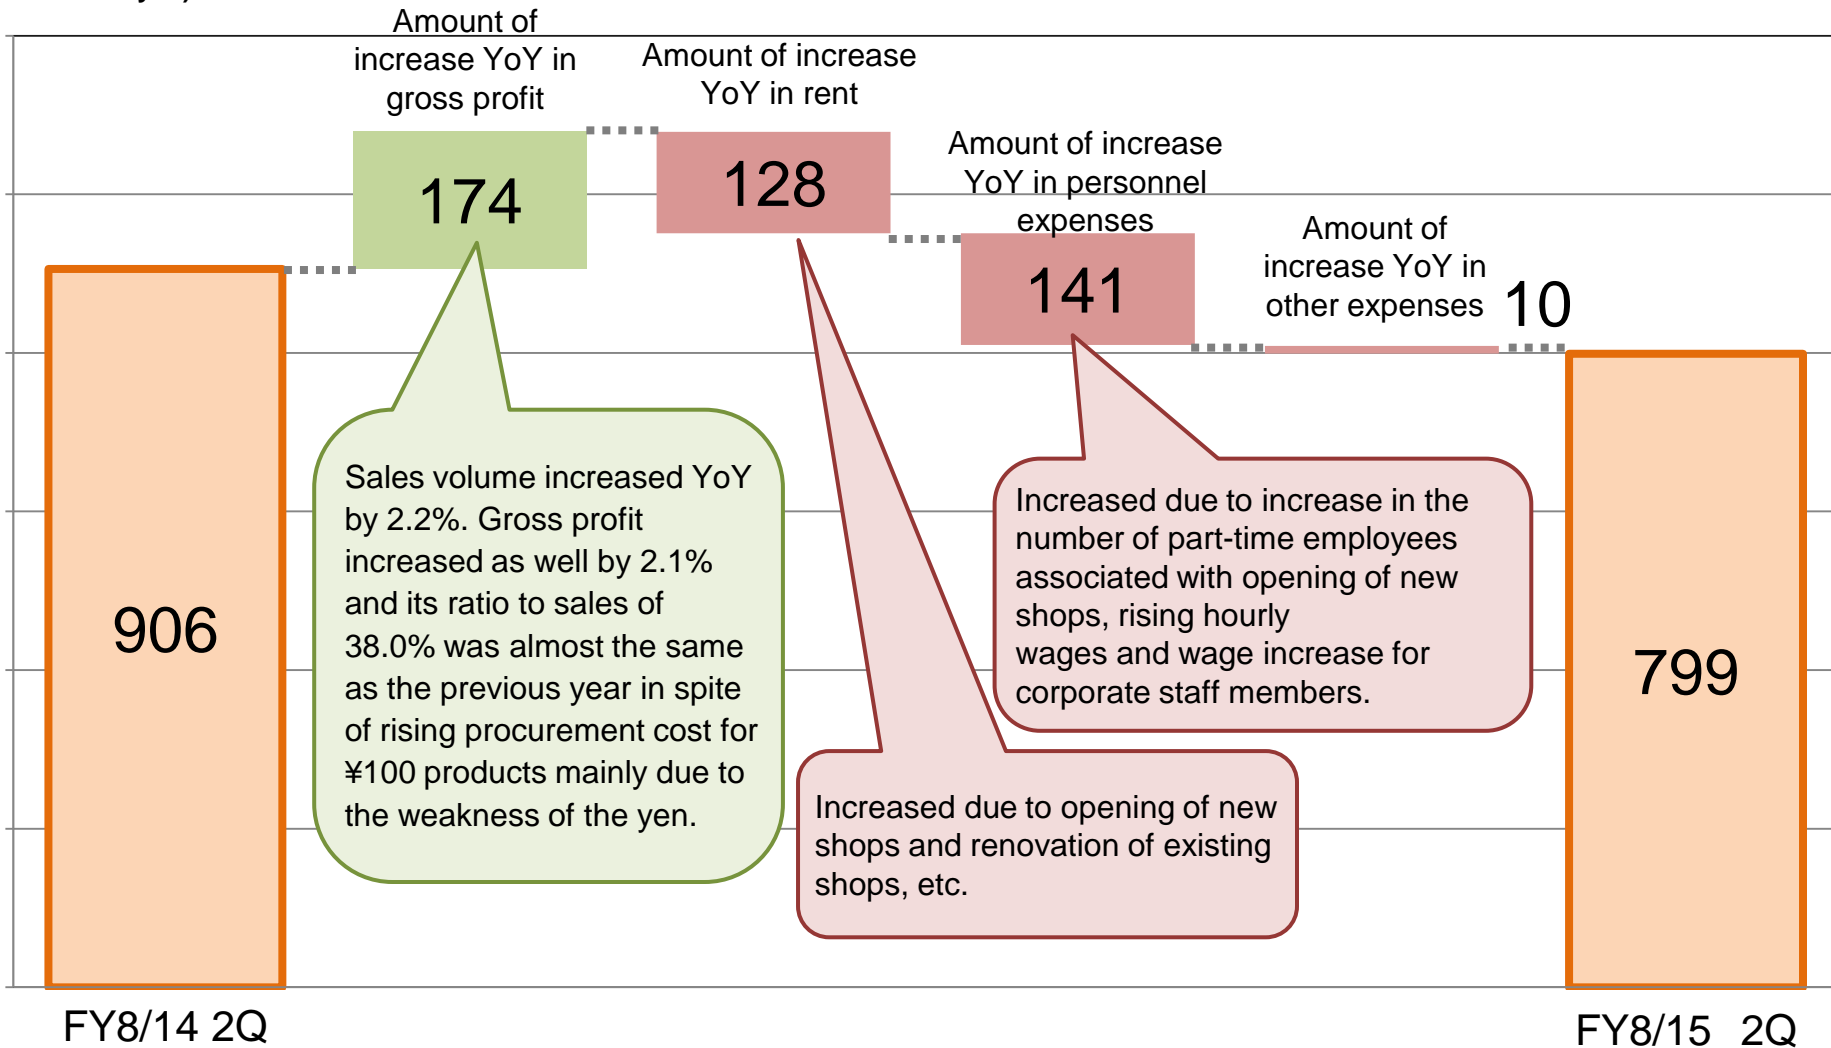 Amount of
increase YoY in
gross profit
Amount of increase
YoY in rent
Amount of increase
YoY in personnel
expenses
Amount of
increase YoY in
other expenses
174
128
141
10
906
799
Sales volume increased YoY
by 2.2%. Gross profit
increased as well by 2.1%
and its ratio to sales of
38.0% was almost the same
as the previous year in spite
of rising procurement cost for
¥100 products mainly due to
the weakness of the yen.
Increased due to opening of new
shops and renovation of existing
shops, etc.
Increased due to increase in the
number of part-time employees
associated with opening of new
shops, rising hourly
wages and wage increase for
corporate staff members.
FY8/14 2Q
FY8/15 2Q